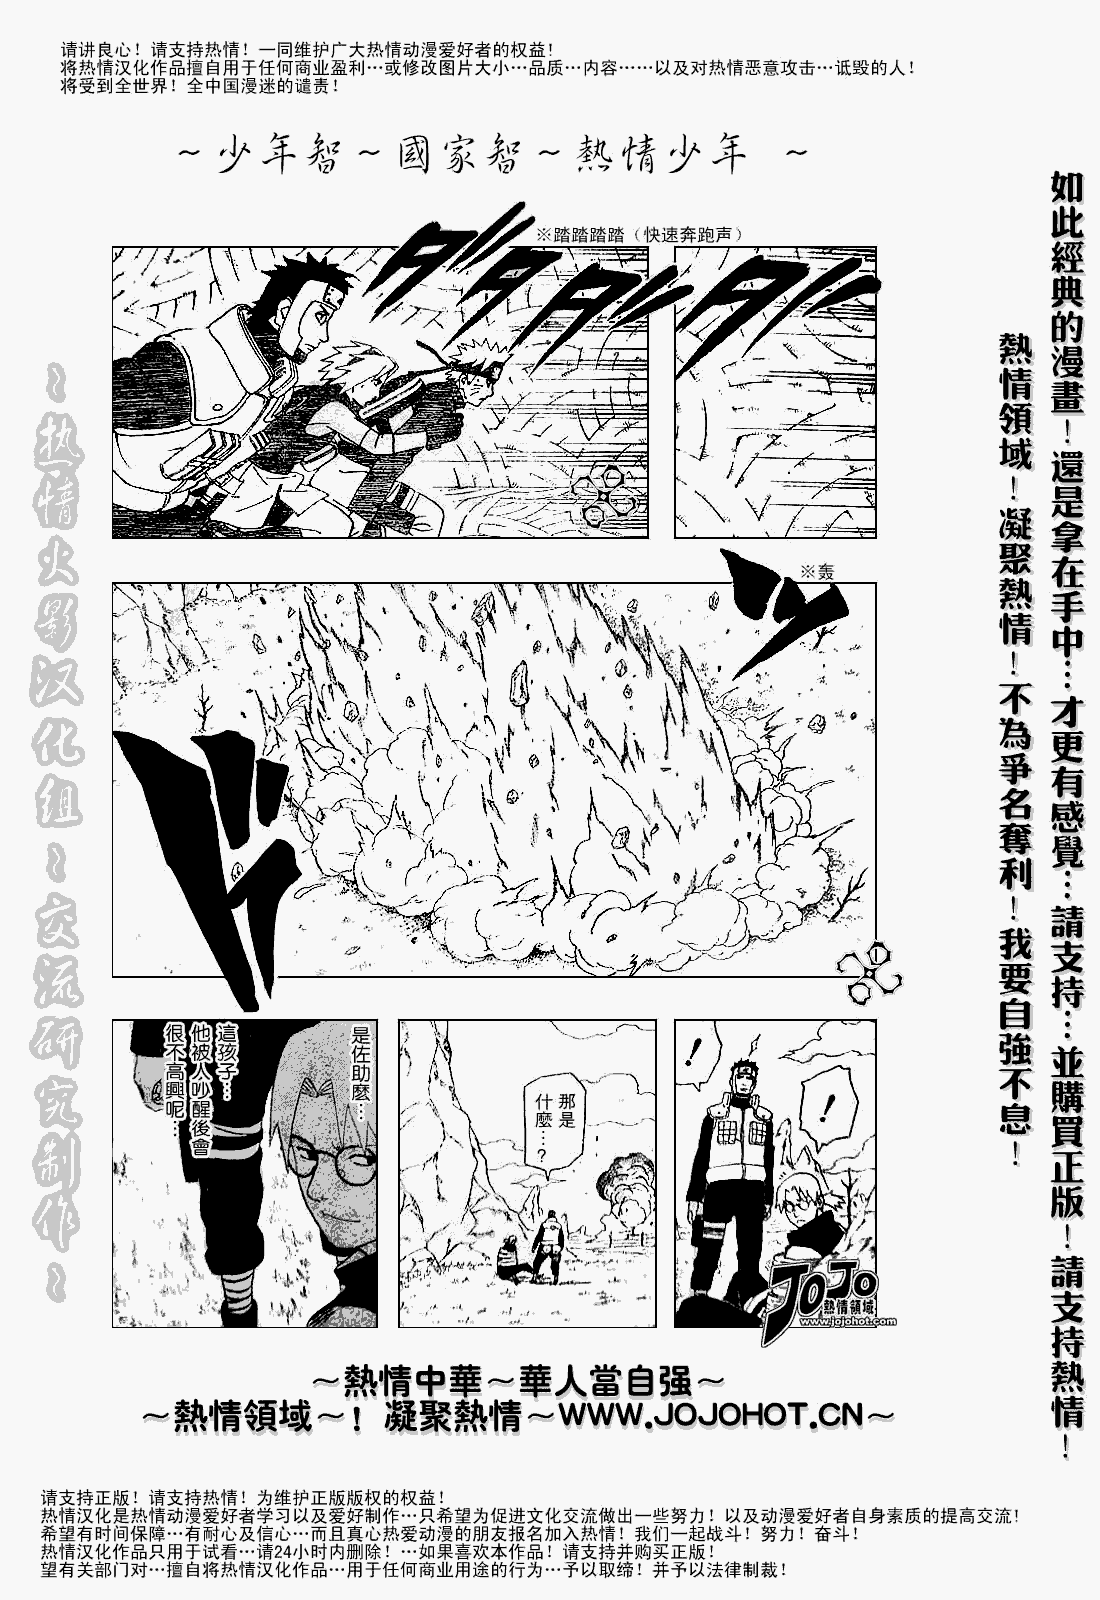 请讲良心！请支持热情！一同维护广大热情动漫爱好者的权益！
将热情汉化作品擅自用于任何商业盈利…或修改图片大小…品质…内容……以及对热情恶意攻击…诋毁的人！
将受到全世界！全中国漫迷的谴责！
～少年智～國家智～熱情少年 ～
如此經典的漫畫！還是拿在手中…才更有感覺…請支持…並購買正版！請支持熱情！
熱情領域！凝聚熱情！不為爭名奪利！我要自強不息！
～热情火影汉化组～交流研究制作～
※踏踏踏踏（快速奔跑声）
ダダダダダッ
※轰
ドッ
！
！
那是
什麼…？
是佐助麼…
這孩子…
他被人吵醒後會
很不高興呢…
JOJO
熱情領域
www.jojohot.com
～熱情中華～華人當自强～
～熱情領域～！凝聚熱情～WWW.JOJOHOT.CN～
请支持正版！请支持热情！为维护正版版权的权益！
热情汉化是热情动漫爱好者学习以及爱好制作…只希望为促进文化交流做出一些努力！以及动漫爱好者自身素质的提高交流！
希望有时间保障…有耐心及信心…而且真心热爱动漫的朋友报名加入热情！我们一起战斗！努力！奋斗！
热情汉化作品只用于试看…请24小时内删除！…如果喜欢本作品！请支持并购买正版！
望有关部门对…擅自将热情汉化作品…用于任何商业用途的行为…予以取缔！并予以法律制裁！